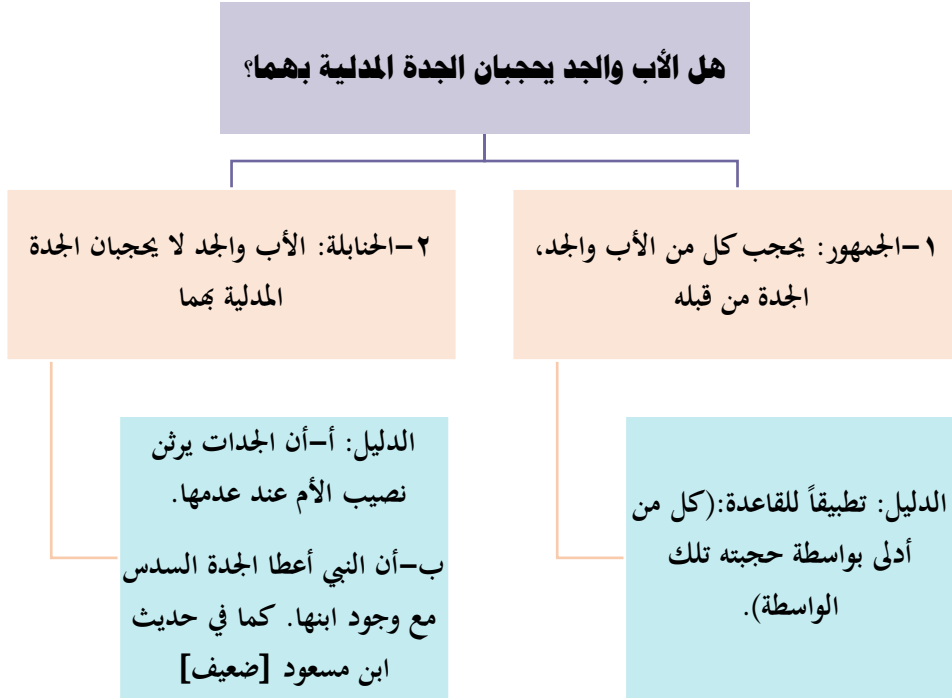 هل الأب والجد يحجبان الجدة المدلية بهما؟
١-الجمهور: يحجب كل من الأب والجد،
الجدة من قبله
الدليل: تطبيقاً للقاعدة:(كل من
أدلى بواسطة حجبته تلك
الواسطة).
٢-الحنابلة: الأب والجد لا يحجبان الجدة
المدلية بهما
الدليل: أ-أن الجدات يرثن
نصيب الأم عند عدمها.
ب-أن النبي أعطا الجدة السدس
مع وجود ابنها. كما في حديث
ابن مسعود [ضعيف]